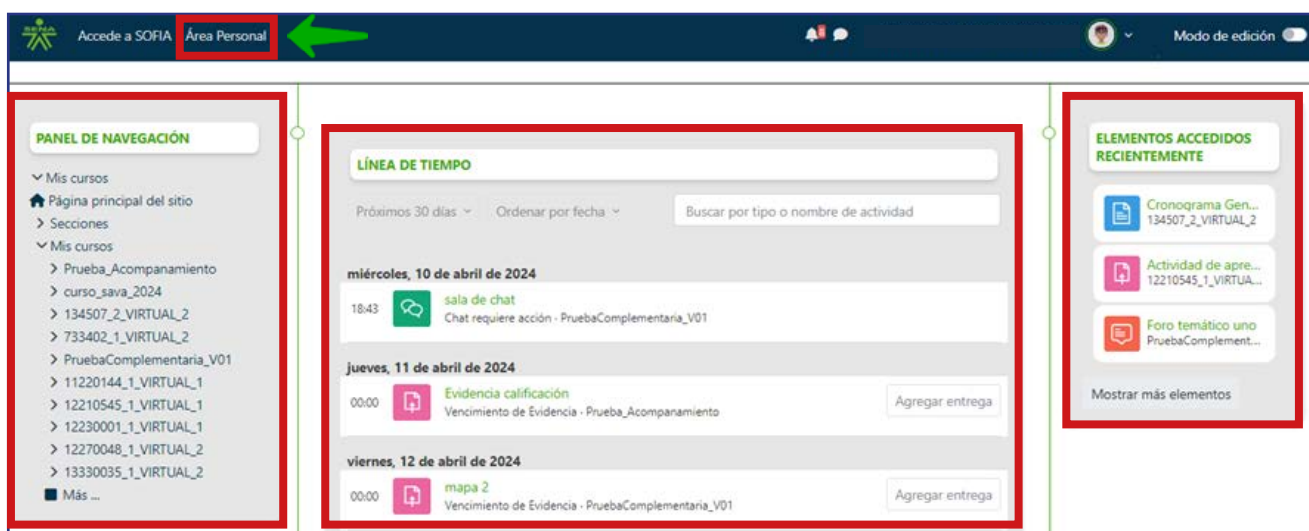 SENA
Accede a SOFIA Área Personal
Modo de edición
PANEL DE NAVEGACIÓN
Mis cursos
Página principal del sitio
Secciones
Mis cursos
Prueba_Acompanamiento
curso_sava_2024
134507_2_VIRTUAL_2
733402_1_VIRTUAL_2
PruebaComplementaria_V01
11220144_1_VIRTUAL_1
12210545_1_VIRTUAL_1
12230001_1_VIRTUAL_1
12270048_1_VIRTUAL_2
13330035_1_VIRTUAL_2
Más ...
LÍNEA DE TIEMPO
Próximos 30 días Ordenar por fecha Buscar por tipo o nombre de actividad
miércoles, 10 de abril de 2024
18:43 sala de chat
Chat requiere acción · PruebaComplementaria_V01
jueves, 11 de abril de 2024
00:00 Evidencia calificación
Vencimiento de Evidencia · Prueba_Acompanamiento
Agregar entrega
viernes, 12 de abril de 2024
00:00 mapa 2
Vencimiento de Evidencia · PruebaComplementaria_V01
Agregar entrega
ELEMENTOS ACCEDIDOS
RECIENTEMENTE
Cronograma Gen...
134507_2_VIRTUAL_2
Actividad de apre...
12210545_1_VIRTUA...
Foro temático uno
PruebaComplement...
Mostrar más elementos